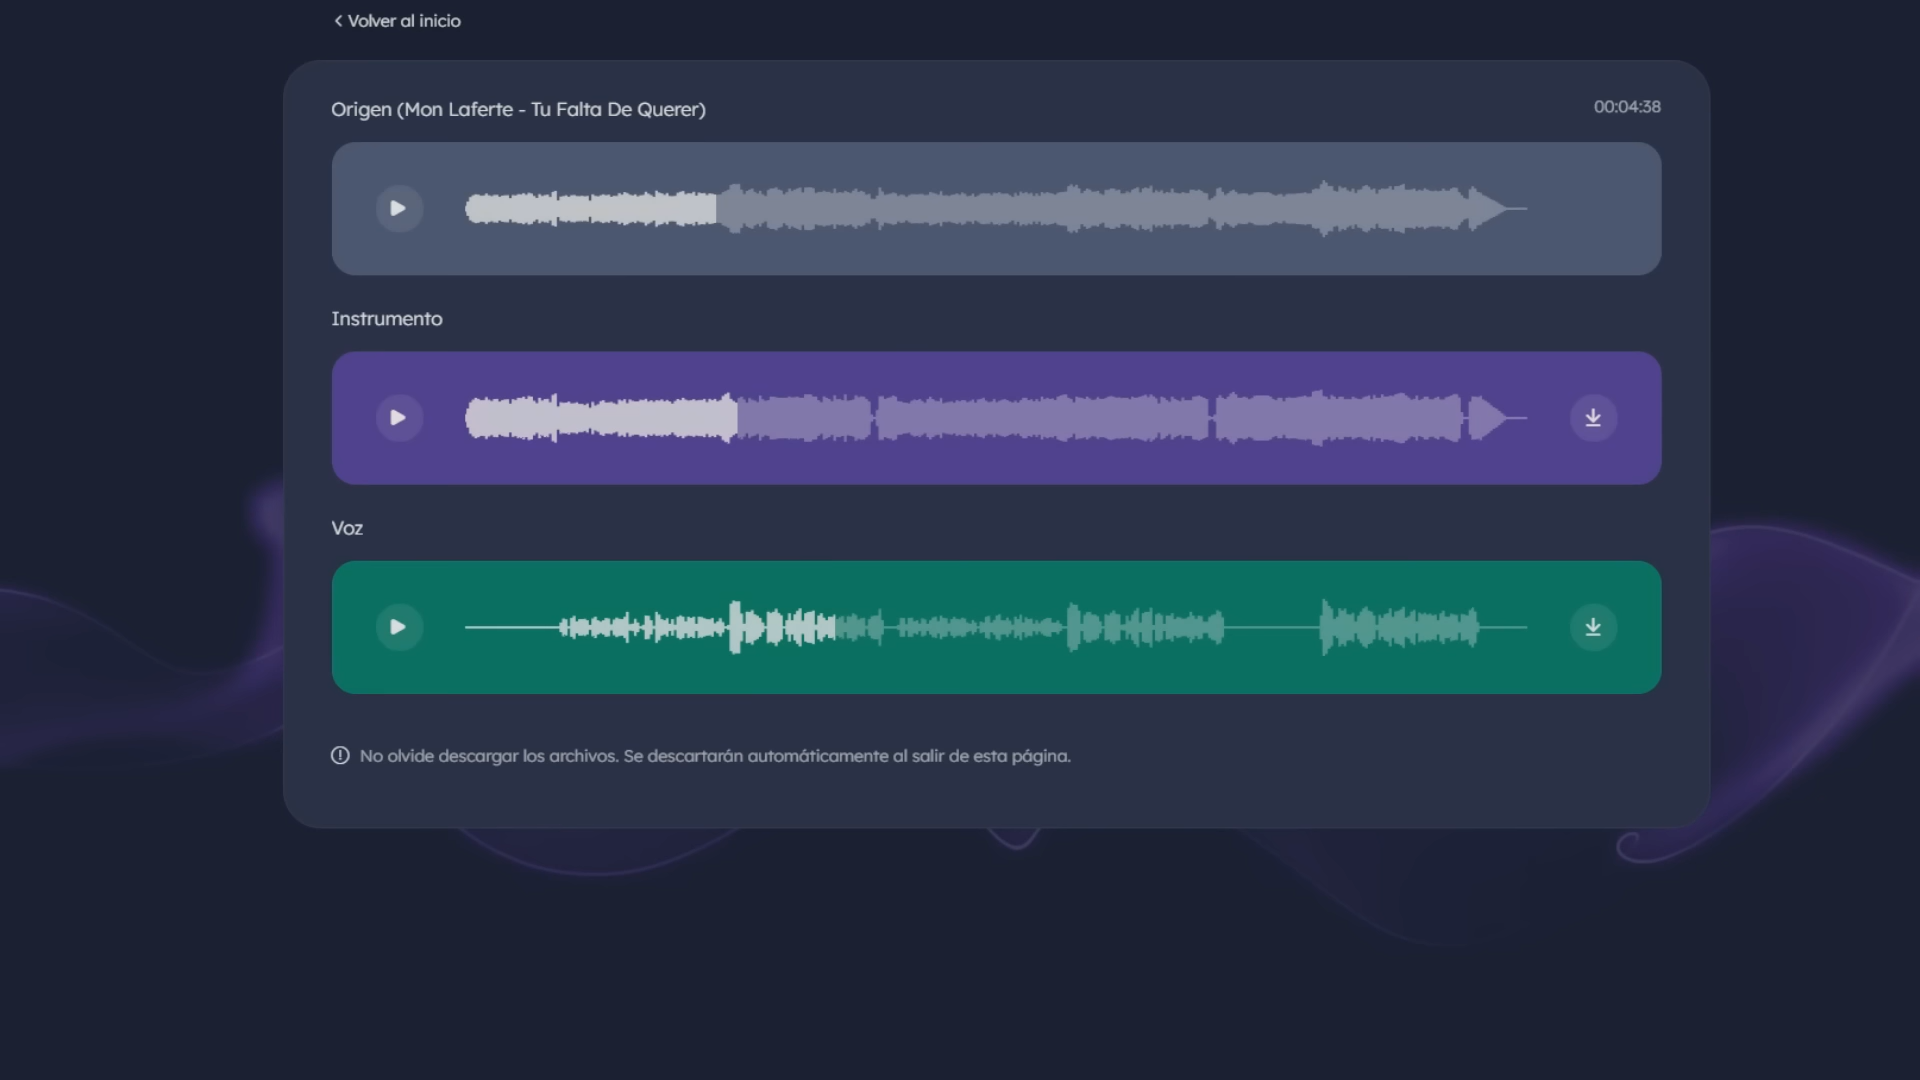 Volver al inicio
Origen (Mon Laferte - Tu Falta De Querer)
00:04:38
Instrumento
Voz
No olvide descargar los archivos. Se descartarán automáticamente al salir de esta página.